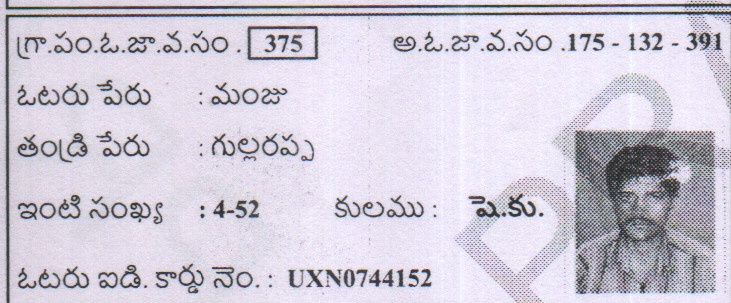 గ్రా.పం.ఓ.జా.వ.సం . 375 అ.ఓ.జా.వ.సం .175 - 132 - 391
ఓటరు పేరు : మంజు
తండ్రి పేరు : గుల్లరప్ప
ఇంటి సంఖ్య : 4-52 కులము : షె.కు.
ఓటరు ఐడి. కార్డు నెం. : UXN0744152